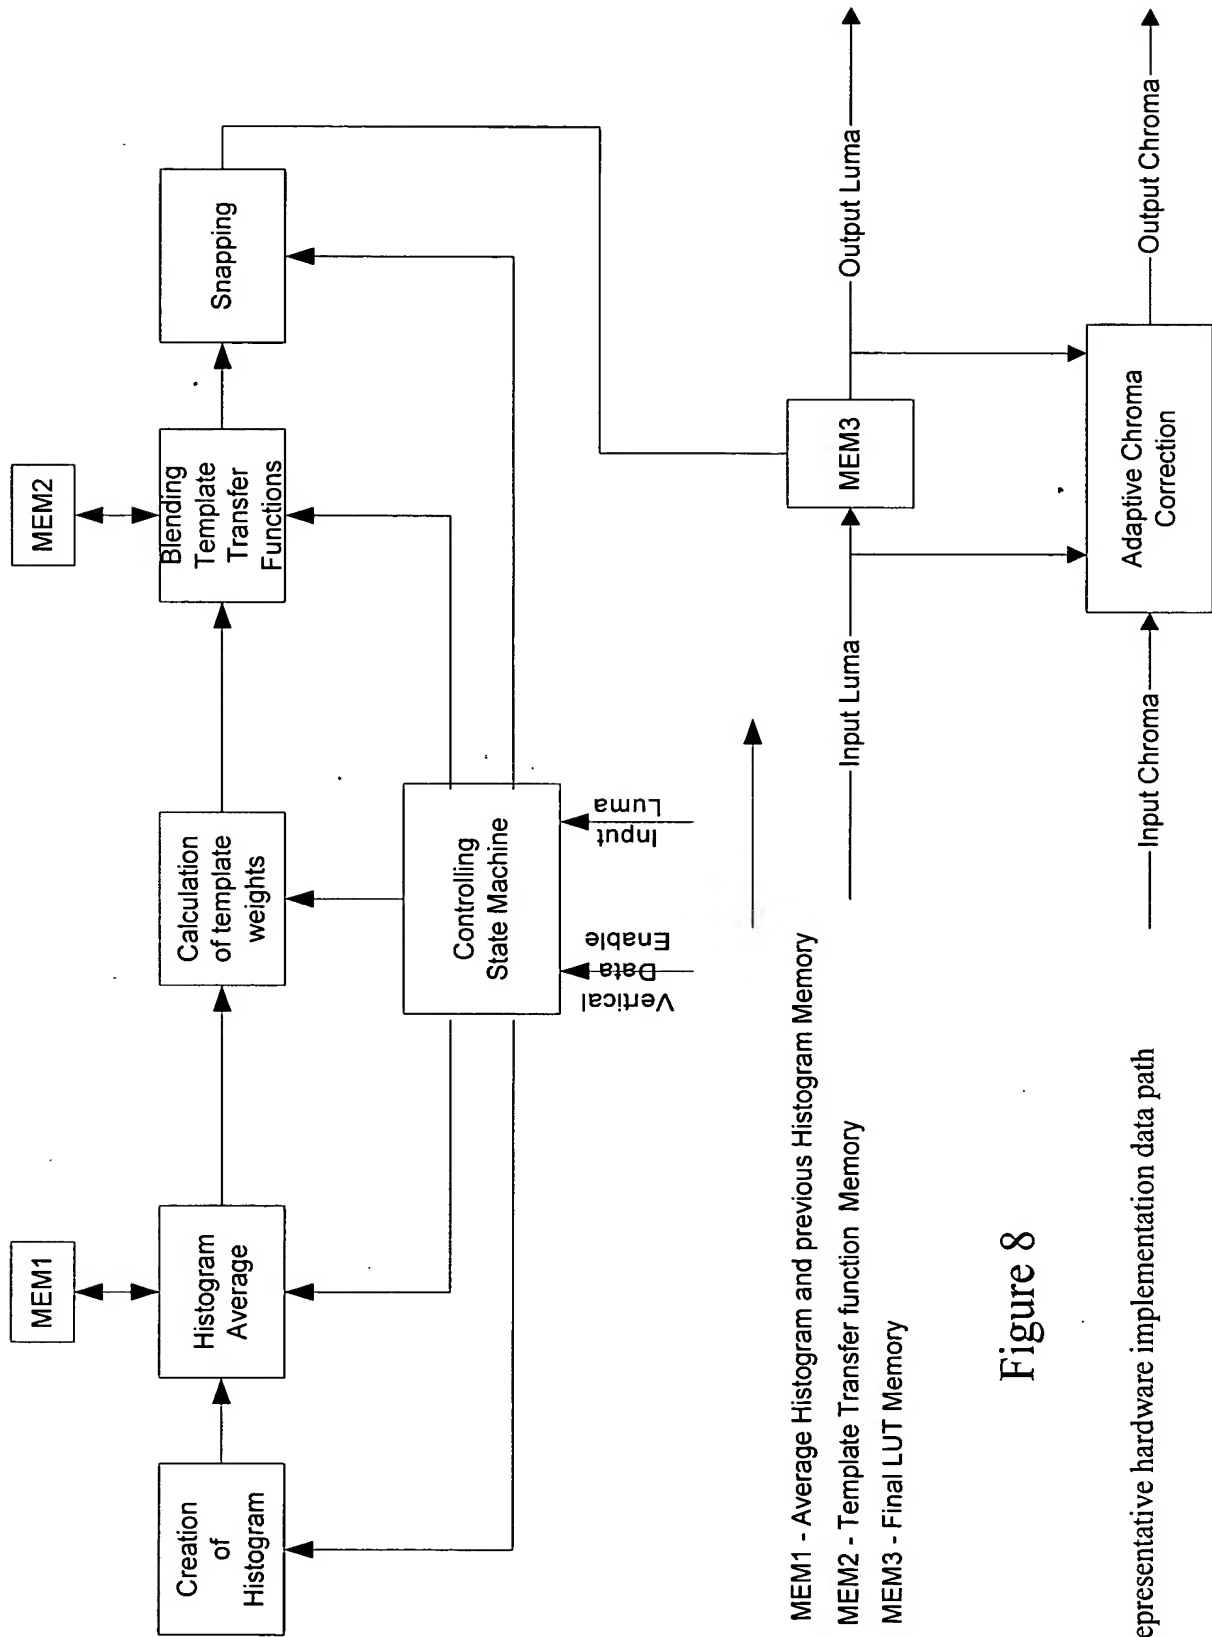 MEM1
MEM2
Creation
of
Histogram
Histogram
Average
Calculation
of template
weights
Blending
Template
Transfer
Functions
Snapping
Controlling
State Machine
Vertical
Data
Enable
Input
Luma
Input Luma
MEM3
Output Luma
Input Chroma
Adaptive Chroma
Correction
Output Chroma
MEM1 - Average Histogram and previous Histogram Memory
MEM2 - Template Transfer function Memory
MEM3 - Final LUT Memory
Figure 8
epresentative hardware implementation data path